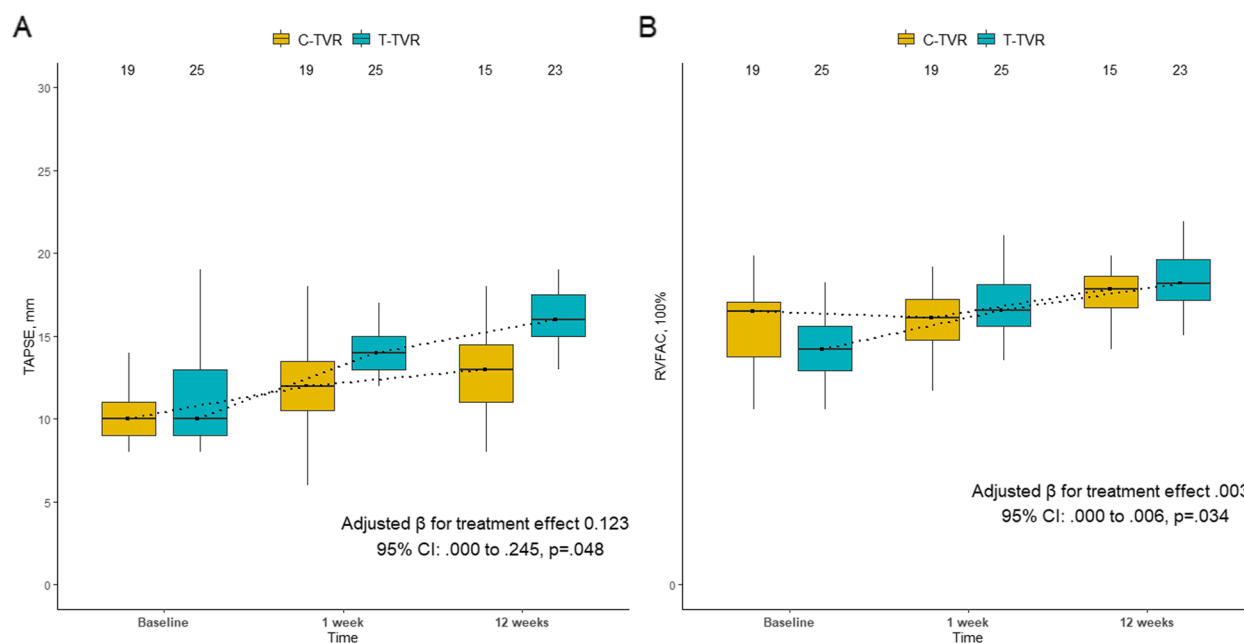 A
C-TVR T-TVR
19 25 19 25 15 23
30
25
20
15
10
5
0
TAPSE, mm
Adjusted β for treatment effect 0.123
95% CI: .000 to .245, p=.048
Baseline 1 week 12 weeks
Time
B
C-TVR T-TVR
19 25 19 25 15 23
RVFAC, 100%
0
Adjusted β for treatment effect .003
95% CI: .000 to .006, p=.034
Baseline 1 week 12 weeks
Time